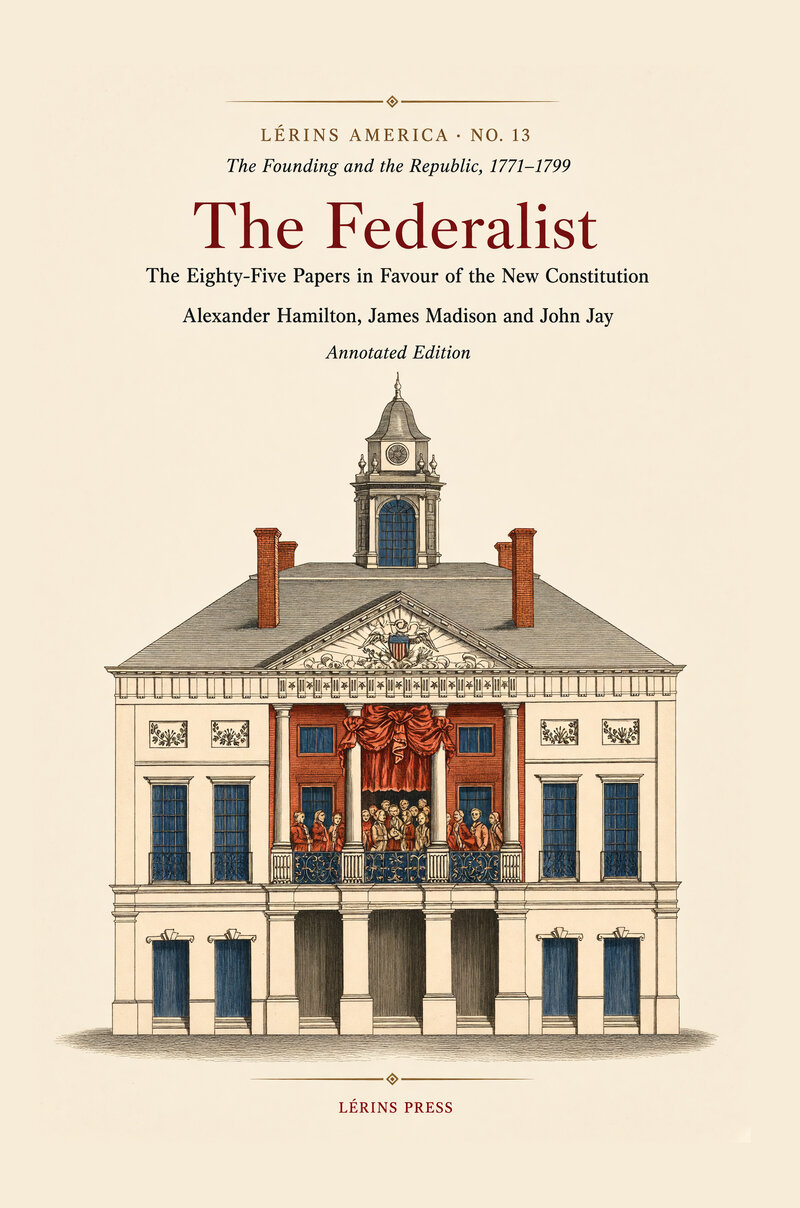 LÉRINS AMERICA · NO. 13
The Founding and the Republic, 1771–1799
The Federalist
The Eighty-Five Papers in Favour of the New Constitution
Alexander Hamilton, James Madison and John Jay
Annotated Edition
LÉRINS PRESS